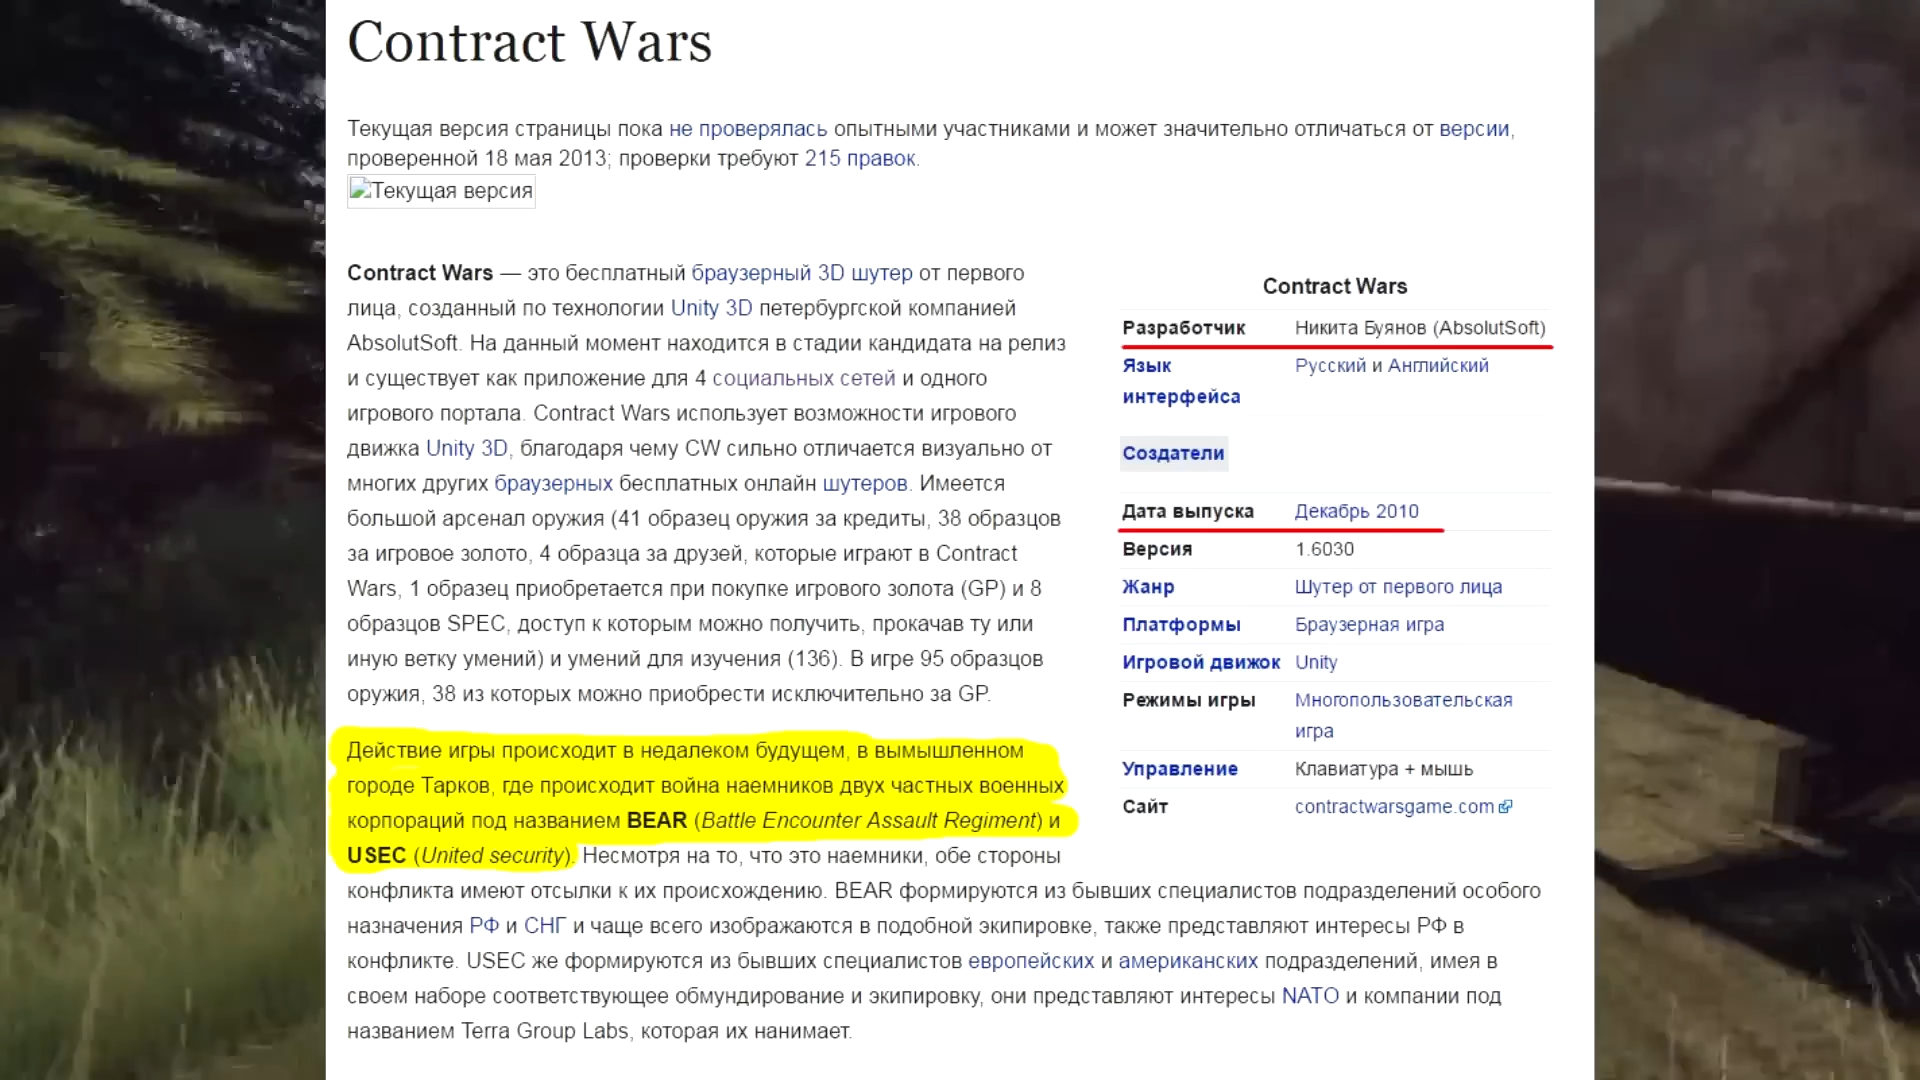 Contract Wars
Текущая версия страницы пока не проверялась опытными участниками и может значительно отличаться от версии,
проверенной 18 мая 2013; проверки требуют 215 правок.
Текущая версия
Contract Wars — это бесплатный браузерный 3D шутер от первого
лица, созданный по технологии Unity 3D петербургской компанией
AbsolutSoft. На данный момент находится в стадии кандидата на релиз
и существует как приложение для 4 социальных сетей и одного
игрового портала. Contract Wars использует возможности игрового
движка Unity 3D, благодаря чему CW сильно отличается визуально от
многих других браузерных бесплатных онлайн шутеров. Имеется
большой арсенал оружия (41 образец оружия за кредиты, 38 образцов
за игровое золото, 4 образца за друзей, которые играют в Contract
Wars, 1 образец приобретается при покупке игрового золота (GP) и 8
образцов SPEC, доступ к которым можно получить, прокачав ту или
иную ветку умений) и умений для изучения (136). В игре 95 образцов
оружия, 38 из которых можно приобрести исключительно за GP.
Действие игры происходит в недалеком будущем, в вымышленном
городе Тарков, где происходит война наемников двух частных военных
корпораций под названием BEAR (Battle Encounter Assault Regiment) и
USEC (United security). Несмотря на то, что это наемники, обе стороны
конфликта имеют отсылки к их происхождению. BEAR формируются из бывших специалистов подразделений особого
назначения РФ и СНГ и чаще всего изображаются в подобной экипировке, также представляют интересы РФ в
конфликте. USEC же формируются из бывших специалистов европейских и американских подразделений, имея в
своем наборе соответствующее обмундирование и экипировку, они представляют интересы NATO и компании под
названием Terra Group Labs, которая их нанимает.
Contract Wars
Разработчик Никита Буянов (AbsolutSoft)
Язык Русский и Английский
интерфейса
Создатели
Дата выпуска Декабрь 2010
Версия 1.6030
Жанр Шутер от первого лица
Платформы Браузерная игра
Игровой движок Unity
Режимы игры Многопользовательская
игра
Управление Клавиатура + мышь
Сайт contractwarsgame.com